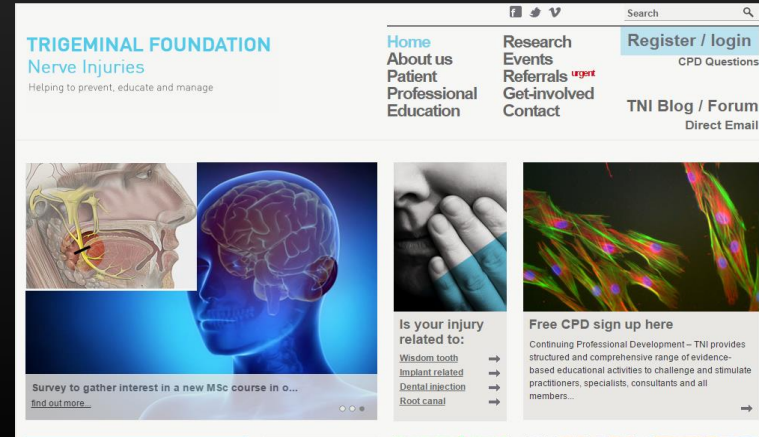 Search
TRIGEMINAL FOUNDATION
Nerve Injuries
Helping to prevent, educate and manage
Home
About us
Patient
Professional
Education
Research
Events
Referrals urgent
Get-involved
Contact
Register / login
CPD Questions
TNI Blog / Forum
Direct Email
Survey to gather interest in a new MSc course in o...
find out more...
Is your injury
related to:
Wisdom tooth
Implant related
Dental injection
Root canal
Free CPD sign up here
Continuing Professional Development – TNI provides
structured and comprehensive range of evidence-
based educational activities to challenge and stimulate
practitioners, specialists, consultants and all
members...